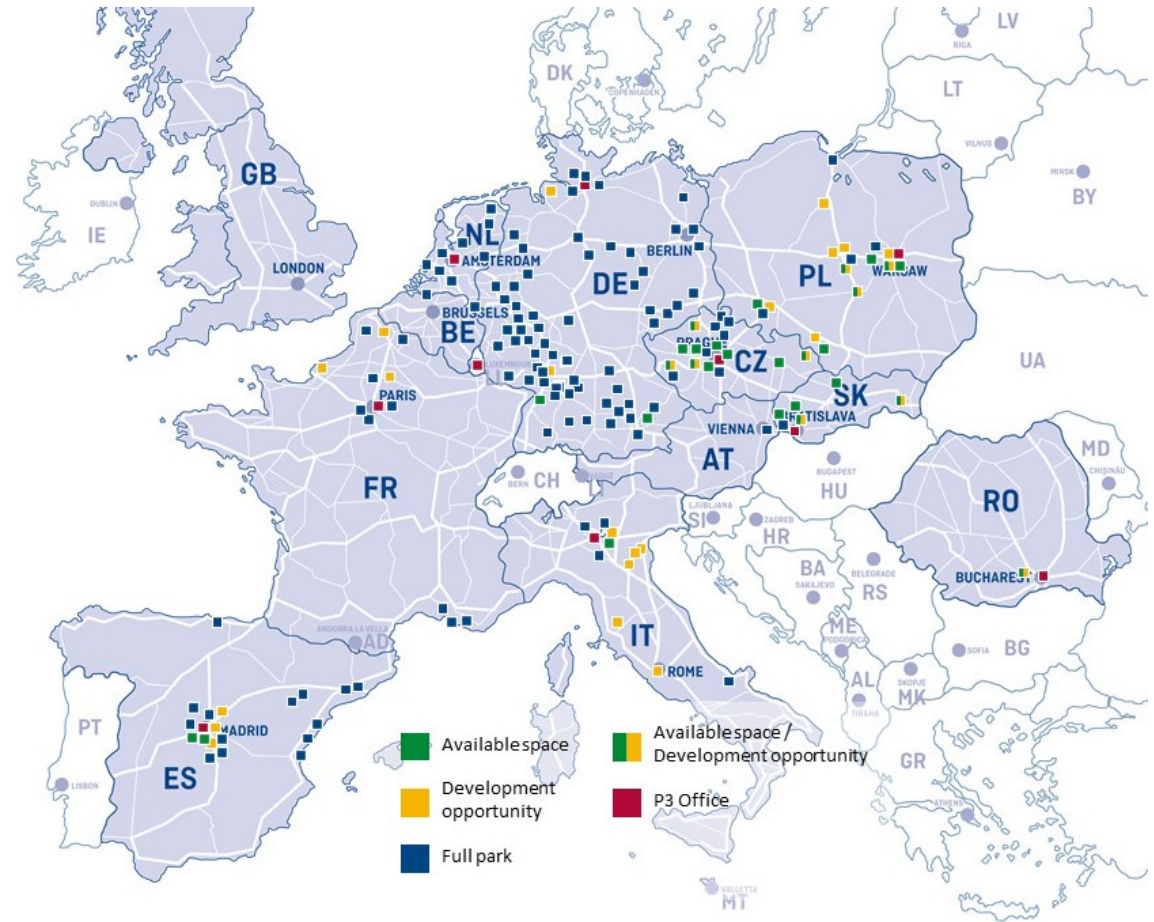 LV
RIGA
DK
COPENHAGEN
LT
VILNIUS
MINSK
BY
GB
DUBLIN
IE
LONDON
NL
AMSTERDAM
BERLIN
DE
PL
WARSAW
BRUSSELS
BE
LUXEMBOURG
PRAGUE
CZ
UA
PARIS
SK
BRATISLAVA
VIENNA
AT
FR
BERN
CH
VADUZ
LI
BUDAPEST
HU
MD
CHIȘINĂU
RO
LJUBLJANA
SI
ZAGREB
HR
BA
SARAJEVO
BELGRADE
RS
BUCHAREST
ANDORRA LA VELLA
AD
IT
ROME
ME
PODGORICA
SOFIA
BG
AL
TIRANA
SKOPJE
MK
PT
LISBON
MADRID
ES
GR
ATHENS
VALLETTA
MT
Available space
Development
opportunity
Full park
Available space /
Development opportunity
P3 Office